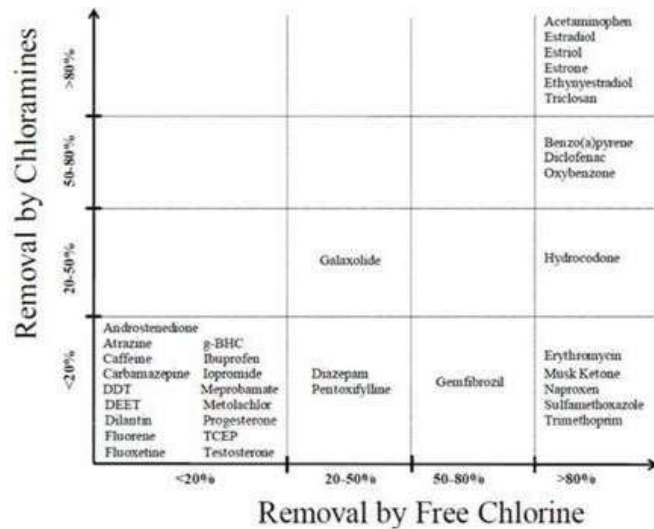 Removal by Chloramines
>80%
50-80%
20-50%
<20%
Acetaminophen
Estradiol
Estriol
Estrone
Ethynyestradiol
Triclosan
Benzo(a)pyrene
Diclofenac
Oxybenzone
Galaxolide
Hydrocodone
Androstenedione
Atrazine g-BHC
Caffeine Ibuprofen
Carbamazepine Iopromide
DDT Meprobamate
DEET Metolachlor
Dilantin Progesterone
Fluorene TCEP
Fluoxetine Testosterone
Diazepam
Pentoxifylline
Gemfibrozil
Erythromycin
Musk Ketone
Naproxen
Sulfamethoxazole
Trimethoprim
<20% 20-50% 50-80% >80%
Removal by Free Chlorine